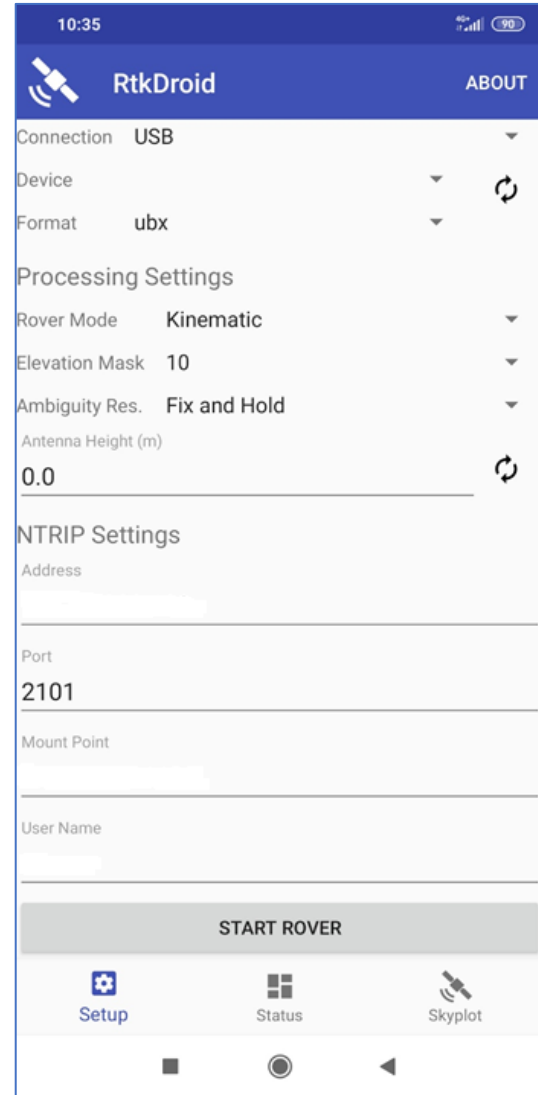 10:35
4G+
90
RtkDroid ABOUT
Connection USB
Device
Format ubx
Processing Settings
Rover Mode Kinematic
Elevation Mask 10
Ambiguity Res. Fix and Hold
Antenna Height (m)
0.0
NTRIP Settings
Address
Port
2101
Mount Point
User Name
START ROVER
Setup Status Skyplot